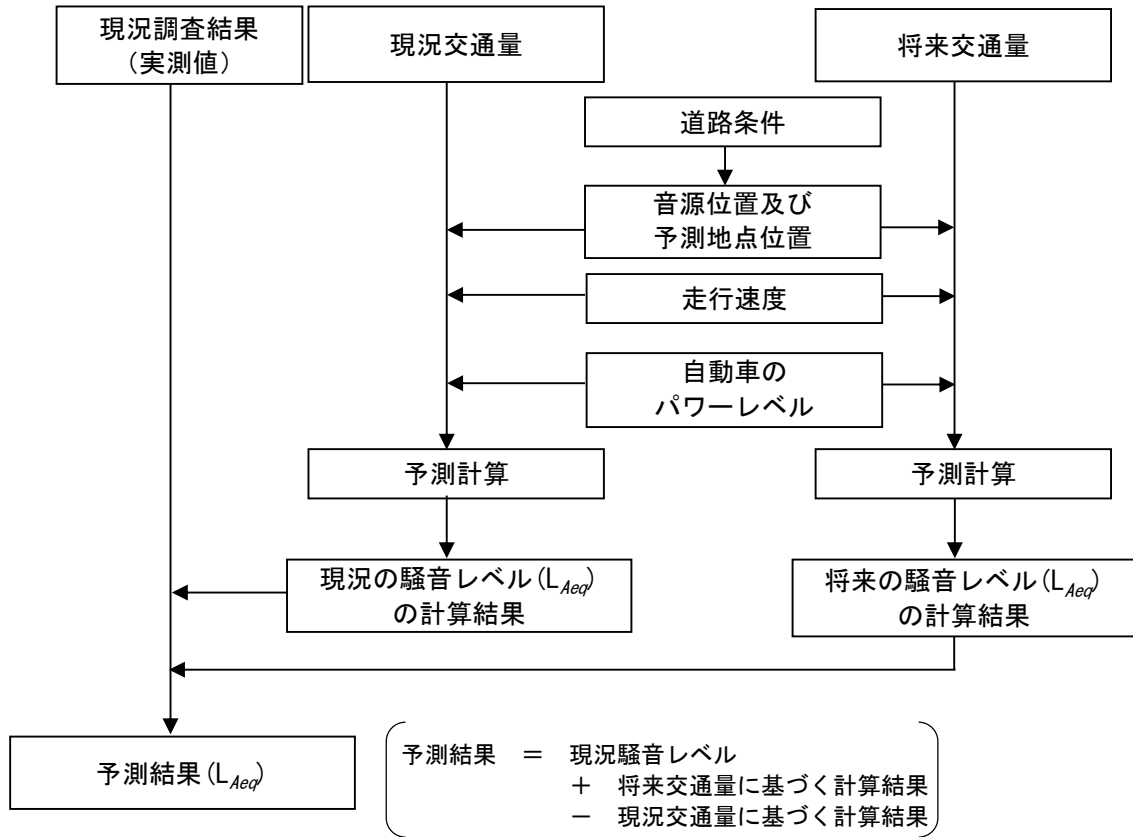 現況調査結果
（実測値）
現況交通量
将来交通量
道路条件
音源位置及び
予測地点位置
走行速度
自動車の
パワーレベル
予測計算
予測計算
現況の騒音レベル(LAeq)
の計算結果
将来の騒音レベル(LAeq)
の計算結果
予測結果(LAeq)
予測結果　＝　現況騒音レベル
＋　将来交通量に基づく計算結果
－　現況交通量に基づく計算結果